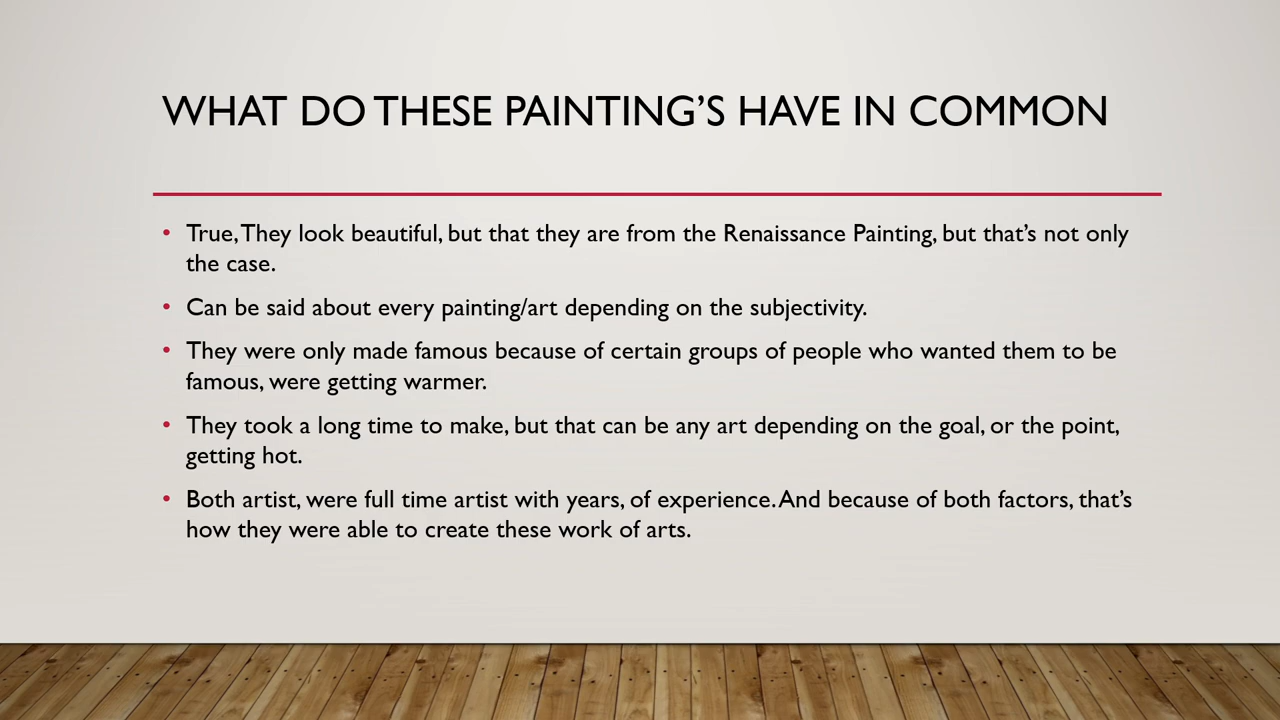 WHAT DO THESE PAINTING’S HAVE IN COMMON
• True, They look beautiful, but that they are from the Renaissance Painting, but that’s not only
the case.
• Can be said about every painting/art depending on the subjectivity.
• They were only made famous because of certain groups of people who wanted them to be
famous, were getting warmer.
• They took a long time to make, but that can be any art depending on the goal, or the point,
getting hot.
• Both artist, were full time artist with years, of experience. And because of both factors, that’s
how they were able to create these work of arts.